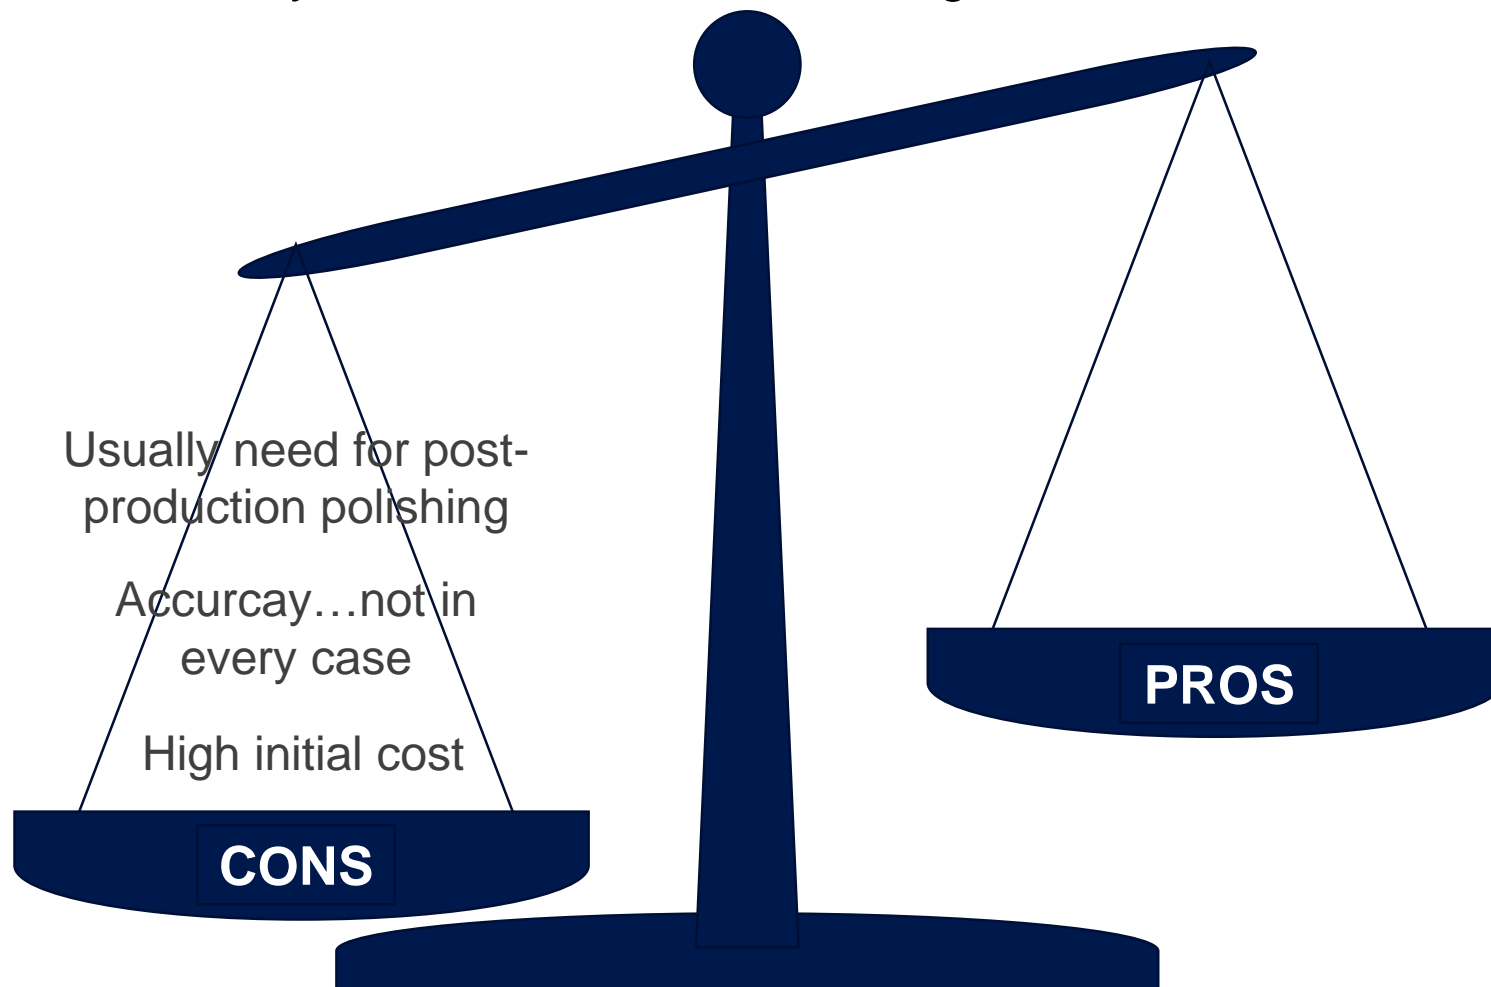 Usually need for post-
production polishing
Accurcay…not in
every case
High initial cost
CONS
PROS